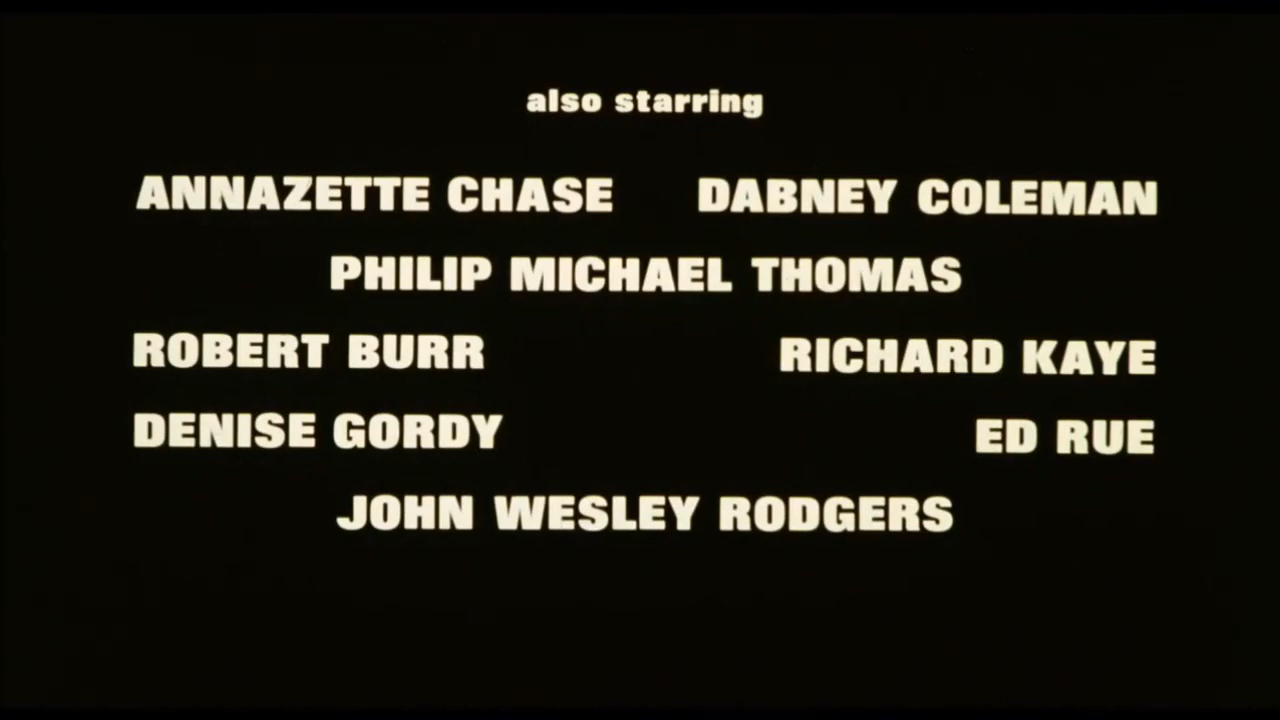 also starring
ANNAZETTE CHASE DABNEY COLEMAN
PHILIP MICHAEL THOMAS
ROBERT BURR RICHARD KAYE
DENISE GORDY ED RUE
JOHN WESLEY RODGERS